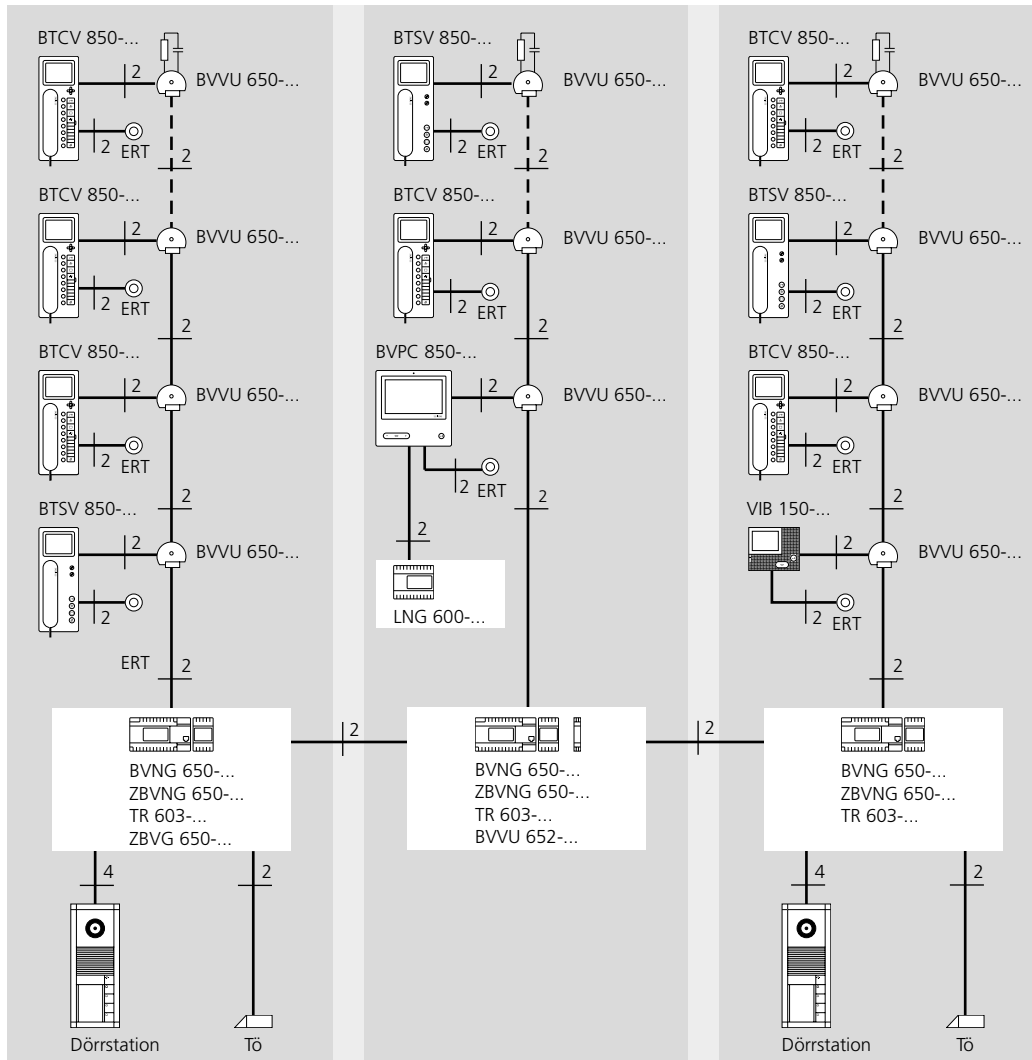 BTCV 850-...
2
BVVU 650-...
2
ERT
2
BTCV 850-...
2
BVVU 650-...
2
ERT
2
BTCV 850-...
2
BVVU 650-...
2
ERT
2
BTSV 850-...
2
BVVU 650-...
2
ERT
2
BVNG 650-...
ZBVNG 650-...
TR 603-...
ZBVG 650-...
4
2
Dörrstation
Tö
2
BTSV 850-...
2
BVVU 650-...
2
ERT
2
BTCV 850-...
2
BVVU 650-...
2
ERT
2
BVPC 850-...
2
BVVU 650-...
2
ERT
2
2
LNG 600-...
BVNG 650-...
ZBVNG 650-...
TR 603-...
BVVU 652-...
2
BTCV 850-...
2
BVVU 650-...
2
ERT
2
BTSV 850-...
2
BVVU 650-...
2
ERT
2
BTCV 850-...
2
BVVU 650-...
2
ERT
2
VIB 150-...
2
BVVU 650-...
2
ERT
2
BVNG 650-...
ZBVNG 650-...
TR 603-...
4
2
Dörrstation
Tö